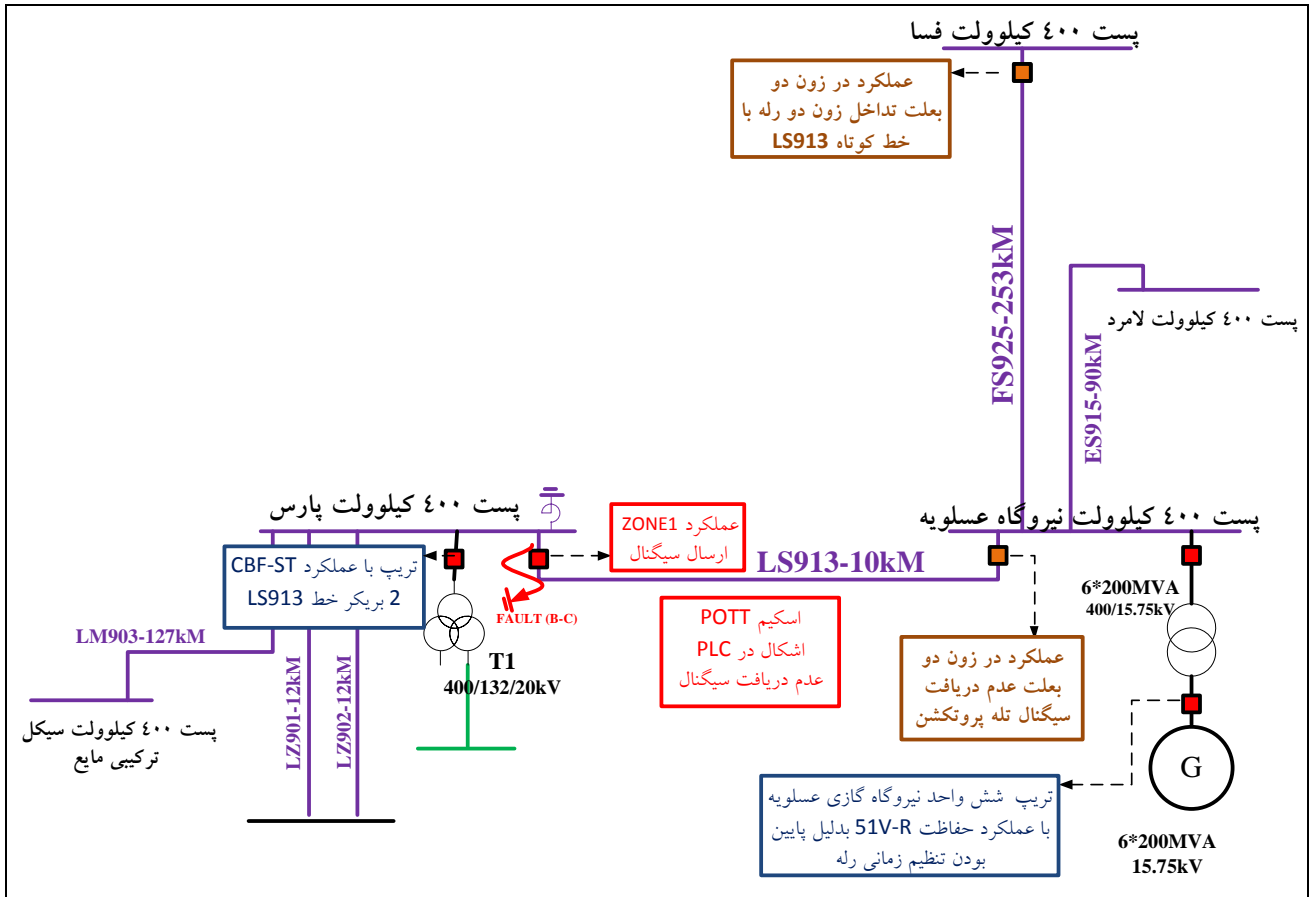 پست ٤٠٠ کیلوولت فسا
عملکرد در زون دو
بعلت تداخل زون دو رله با
خط کوتاه LS913
FS925-253kM
ES915-90kM
پست ٤٠٠ کیلوولت لامرد
پست ٤٠٠ کیلوولت پارس
پست ٤٠٠ کیلوولت نیروگاه عسلویه
عملکرد ZONE1
ارسال سیگنال
تریپ با عملکرد CBF-ST
2 بریکر خط LS913
LS913-10kM
FAULT (B-C)
6*200MVA
400/15.75kV
اسکیم POTT
اشکال در PLC
عدم دریافت سیگنال
عملکرد در زون دو
بعلت عدم دریافت
سیگنال تله پروتکشن
LM903-127kM
T1
400/132/20kV
LZ901-12kM
LZ902-12kM
پست ٤٠٠ کیلوولت سیکل
ترکیبی مایع
G
تریپ شش واحد نیروگاه گازی عسلویه
با عملکرد حفاظت 51V-R بدلیل پایین
بودن تنظیم زمانی رله
6*200MVA
15.75kV